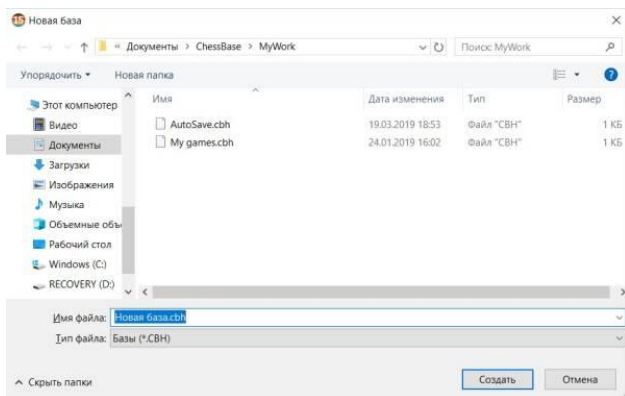 Новая база
« Документы > ChessBase > MyWork
Поиск: MyWork
Упорядочить
Новая папка
Имя
Дата изменения
Тип
Размер
Этот компьютер
Видео
Документы
Загрузки
Изображения
Музыка
Объемные объ
Рабочий стол
Windows (C:)
RECOVERY (D:)
AutoSave.cbh 19.03.2019 18:53 Файл "CBH" 1 КБ
My games.cbh 24.01.2019 16:02 Файл "CBH" 1 КБ
Имя файла: Новая база.cbh
Тип файла: Базы (*.CBH)
Скрыть папки
Создать
Отмена